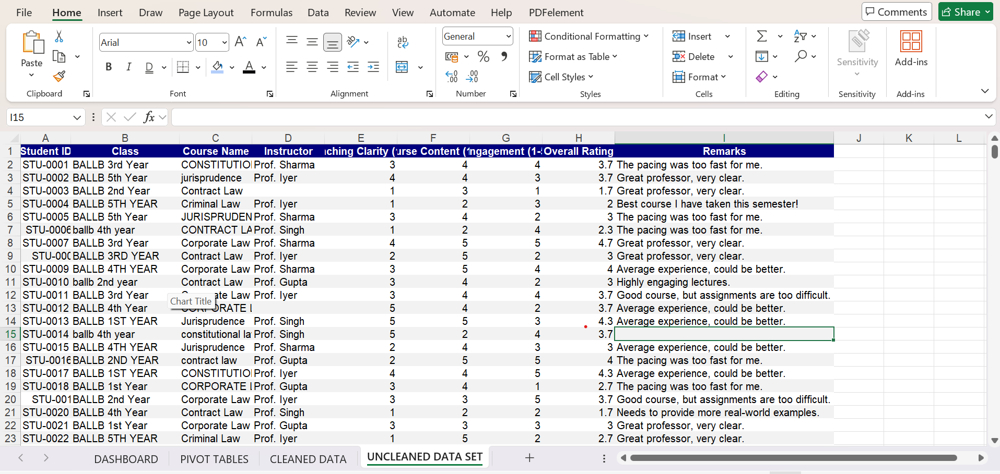 File Home Insert Draw Page Layout Formulas Data Review View Automate Help PDFelement Comments Share
Arial 10 General Conditional Formatting Insert
Paste Format as Table Delete Sensitivity Add-ins
B I D A Cell Styles Format
Clipboard Font Alignment Number Styles Cells Editing Sensitivity Add-ins
I15 fx
A B C D E F G H I J K L
1 Student ID Class Course Name Instructor ching Clarity ( rse Content ( ngagement (1- Overall Rating Remarks
2 STU-0001 BALLB 3rd Year CONSTITUTIO Prof. Sharma 3 4 4 3.7 The pacing was too fast for me.
3 STU-0002 BALLB 5th Year jurisprudence Prof. Iyer 4 4 3 3.7 Great professor, very clear.
4 STU-0003 BALLB 2nd Year Contract Law 1 3 1 1.7 Great professor, very clear.
5 STU-0004 BALLB 5TH YEAR Criminal Law Prof. Iyer 1 2 3 2 Best course I have taken this semester!
6 STU-0005 BALLB 5th Year JURISPRUDEN Prof. Sharma 3 4 2 3 The pacing was too fast for me.
7 STU-0006 ballb 4th year CONTRACT LA Prof. Singh 1 2 4 2.3 The pacing was too fast for me.
8 STU-0007 BALLB 3rd Year Corporate Law Prof. Sharma 4 5 5 4.7 Great professor, very clear.
9 STU-000 BALLB 3RD YEAR Contract Law Prof. Iyer 2 5 2 3 Great professor, very clear.
10 STU-0009 BALLB 4TH YEAR Corporate Law Prof. Sharma 3 5 4 4 Average experience, could be better.
11 STU-0010 ballb 2nd year Contract Law Prof. Gupta 3 4 2 3 Highly engaging lectures.
12 STU-0011 BALLB 3rd Year ate Law Prof. Iyer 3 4 4 3.7 Good course, but assignments are too difficult.
Chart Title
13 STU-0012 BALLB 4th Year CORPORATE L 5 4 2 3.7 Average experience, could be better.
14 STU-0013 BALLB 1ST YEAR Jurisprudence Prof. Singh 5 5 3 4.3 Average experience, could be better.
15 STU-0014 ballb 4th year constitutional la Prof. Singh 5 2 4 3.7
16 STU-0015 BALLB 4TH YEAR Jurisprudence Prof. Sharma 2 4 3 3 Average experience, could be better.
17 STU-0016 BALLB 2ND YEAR contract law Prof. Gupta 2 5 5 4 The pacing was too fast for me.
18 STU-0017 BALLB 1ST YEAR CONSTITUTIO Prof. Iyer 4 4 5 4.3 Average experience, could be better.
19 STU-0018 BALLB 1st Year CORPORATE L Prof. Gupta 3 4 1 2.7 The pacing was too fast for me.
20 STU-001 BALLB 2nd Year Corporate Law Prof. Iyer 3 3 5 3.7 Good course, but assignments are too difficult.
21 STU-0020 BALLB 4th Year Contract Law Prof. Singh 1 2 2 1.7 Needs to provide more real-world examples.
22 STU-0021 BALLB 1st Year Corporate Law Prof. Gupta 3 3 3 3 Great professor, very clear.
23 STU-0022 BALLB 5TH YEAR Criminal Law Prof. Iyer 1 5 2 2.7 Great professor, very clear.
DASHBOARD PIVOT TABLES CLEANED DATA UNCLEANED DATA SET